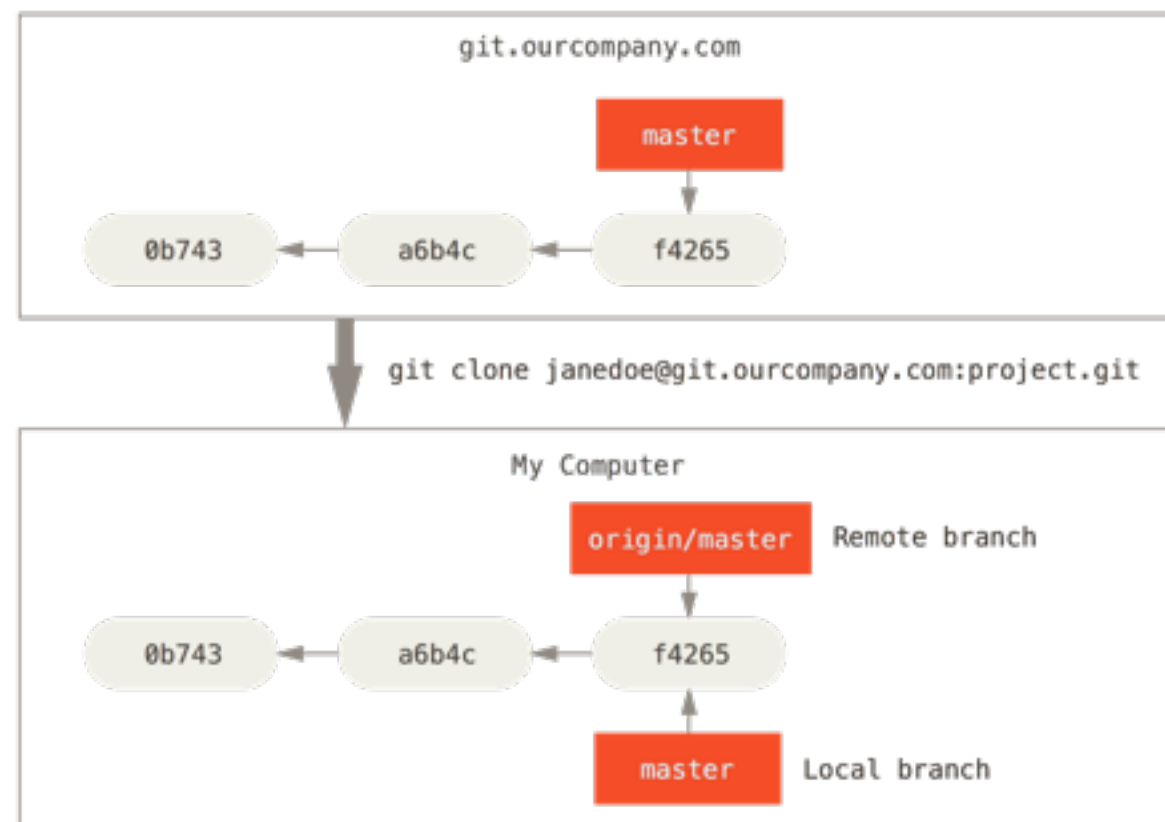 git.ourcompany.com
master
0b743 a6b4c f4265
git clone janedoe@git.ourcompany.com:project.git
My Computer
origin/master Remote branch
0b743 a6b4c f4265
master Local branch